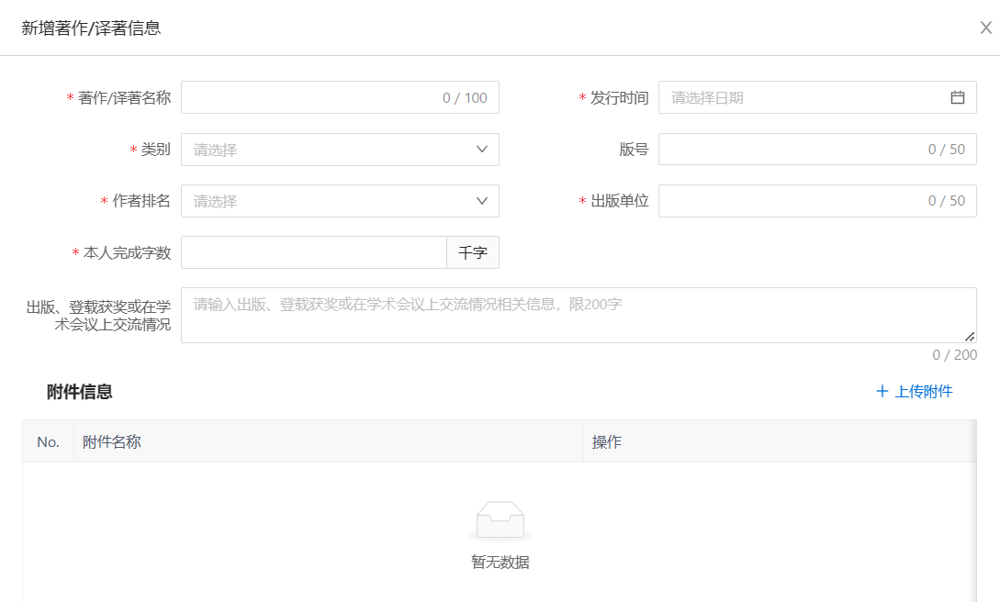 新增著作/译著信息
* 著作/译著名称 0 / 100 * 发行时间 请选择日期
* 类别 请选择 版号 0 / 50
* 作者排名 请选择 * 出版单位 0 / 50
* 本人完成字数 千字
出版、登载获奖或在学
术会议上交流情况
请输入出版、登载获奖或在学术会议上交流情况相关信息，限200字
0 / 200
附件信息 + 上传附件
No. 附件名称 操作
暂无数据